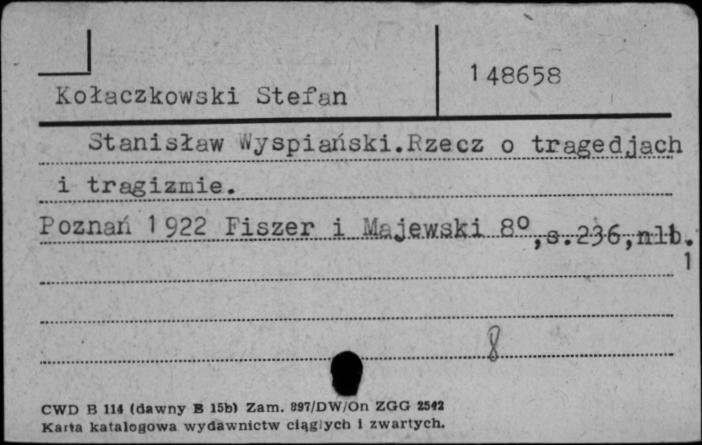 148658
Kołaczkowski Stefan
Stanisław Wyspiański.Rzecz o tragedjach
i tragizmie.
Poznań 1922 Fiszer i Majewski 8°,s.236,nlb.
1
8
CWD B 114 (dawny B 15b) Zam. 897/DW/On ZGG 2542
Karta katalogowa wydawnictw ciągłych i zwartych.